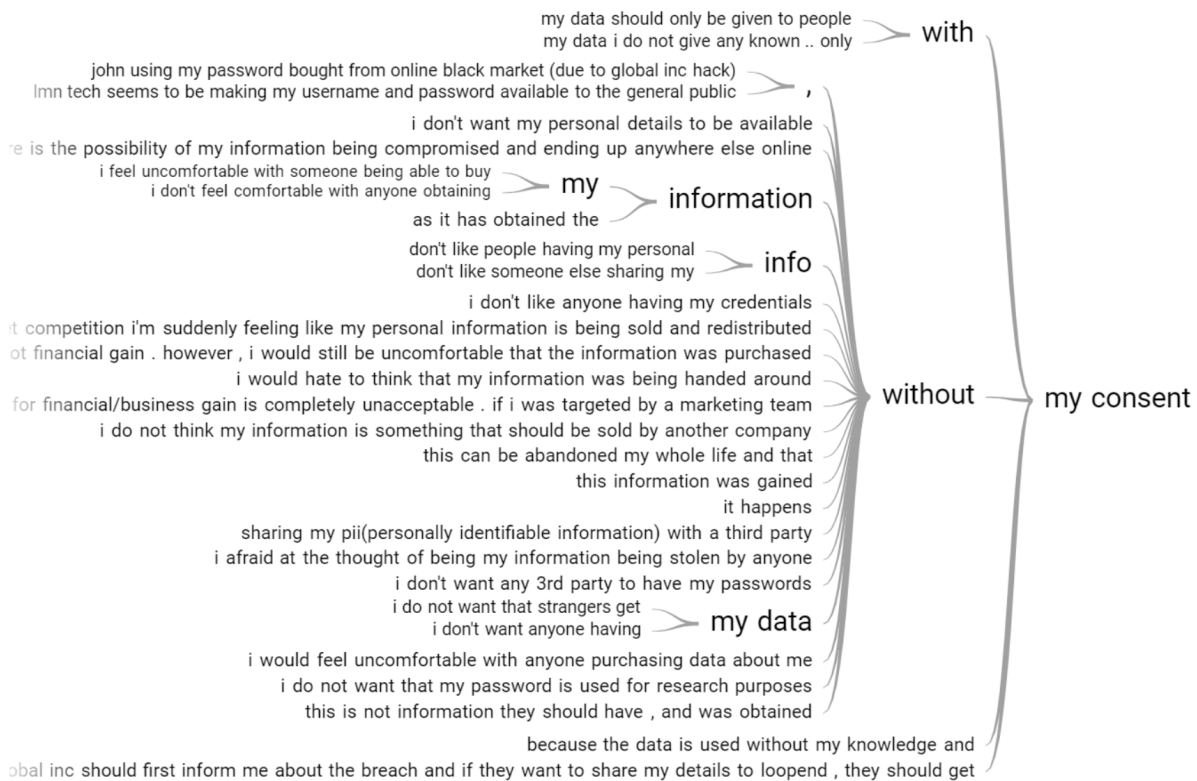 my data should only be given to people
my data i do not give any known .. only
with
john using my password bought from online black market (due to global inc hack)
lmn tech seems to be making my username and password available to the general public
,
i don't want my personal details to be available
is the possibility of my information being compromised and ending up anywhere else online
i feel uncomfortable with someone being able to buy
i don't feel comfortable with anyone obtaining
my
information
as it has obtained the
don't like people having my personal
don't like someone else sharing my
info
i don't like anyone having my credentials
competition i'm suddenly feeling like my personal information is being sold and redistributed
financial gain . however , i would still be uncomfortable that the information was purchased
i would hate to think that my information was being handed around
without
my consent
for financial/business gain is completely unacceptable . if i was targeted by a marketing team
i do not think my information is something that should be sold by another company
this can be abandoned my whole life and that
this information was gained
it happens
sharing my pii(personally identifiable information) with a third party
i afraid at the thought of being my information being stolen by anyone
i don't want any 3rd party to have my passwords
i do not want that strangers get
i don't want anyone having
my data
i would feel uncomfortable with anyone purchasing data about me
i do not want that my password is used for research purposes
this is not information they should have , and was obtained
because the data is used without my knowledge and
inc should first inform me about the breach and if they want to share my details to loopend , they should get